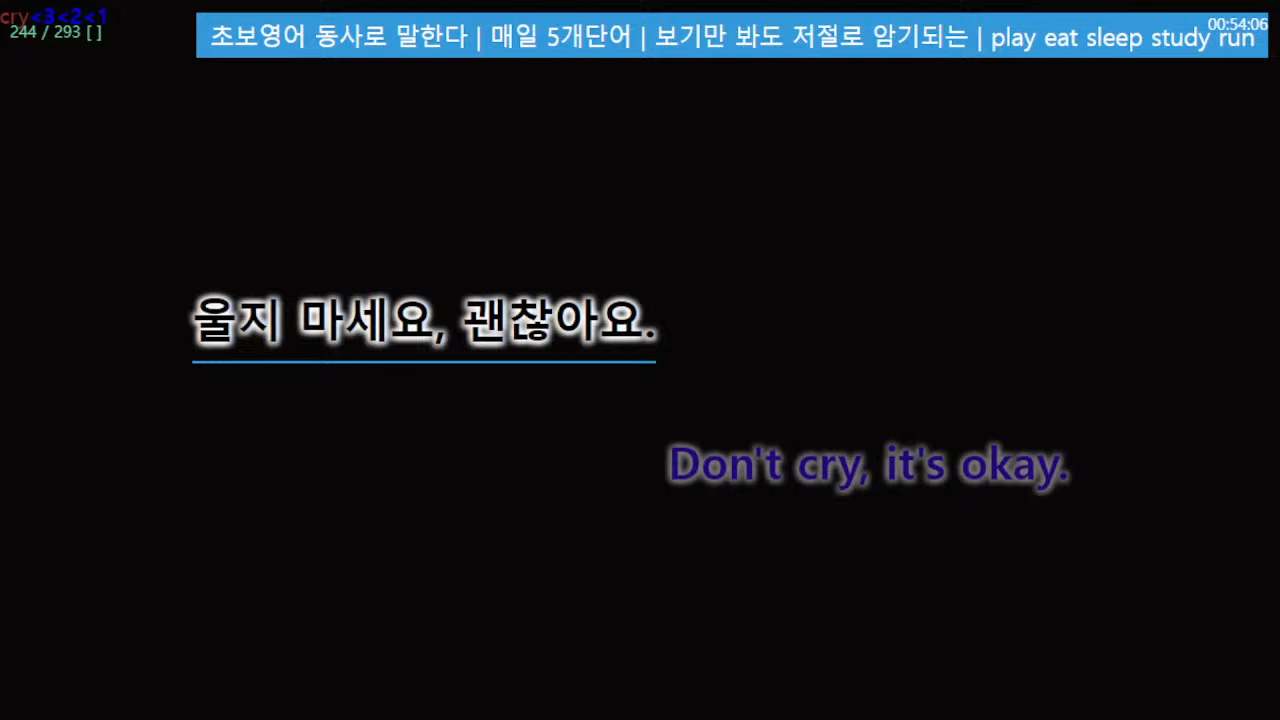 cry<3<2<1
244 / 293 [ ]
초보영어 동사로 말한다 | 매일 5개단어 | 보기만 봐도 저절로 암기되는 | play eat sleep study run
00:54:06
울지 마세요, 괜찮아요.
Don't cry, it's okay.